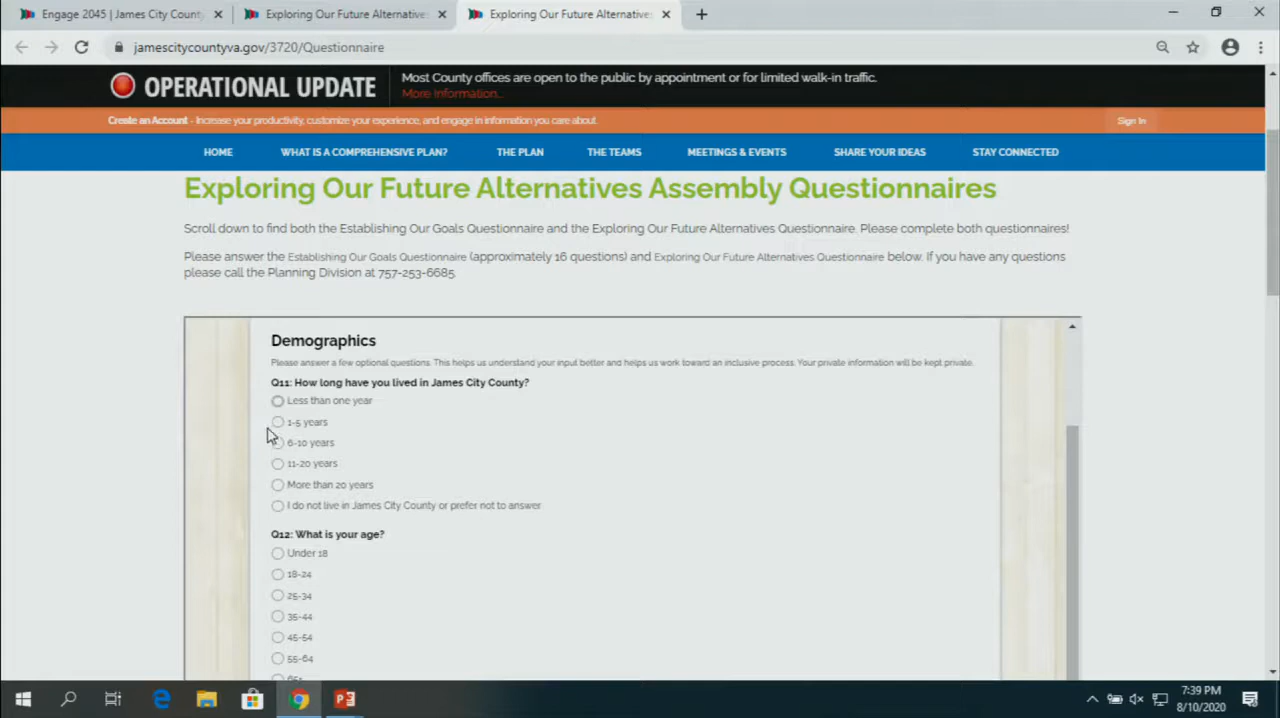 Engage 2045 | James City County
Exploring Our Future Alternatives
Exploring Our Future Alternatives
jamescitycountyva.gov/3720/Questionnaire
OPERATIONAL UPDATE
Most County offices are open to the public by appointment or for limited walk-in traffic.
More Information...
Create an Account - Increase your productivity, customize your experience, and engage in information you care about.
Sign In
HOME
WHAT IS A COMPREHENSIVE PLAN?
THE PLAN
THE TEAMS
MEETINGS & EVENTS
SHARE YOUR IDEAS
STAY CONNECTED
Exploring Our Future Alternatives Assembly Questionnaires
Scroll down to find both the Establishing Our Goals Questionnaire and the Exploring Our Future Alternatives Questionnaire. Please complete both questionnaires!
Please answer the Establishing Our Goals Questionnaire (approximately 16 questions) and Exploring Our Future Alternatives Questionnaire below. If you have any questions
please call the Planning Division at 757-253-6685.
Demographics
Please answer a few optional questions. This helps us understand your input better and helps us work toward an inclusive process. Your private information will be kept private.
Q11: How long have you lived in James City County?
Less than one year
1-5 years
6-10 years
11-20 years
More than 20 years
I do not live in James City County or prefer not to answer
Q12: What is your age?
Under 18
18-24
25-34
35-44
45-54
55-64
65+
7:39 PM
8/10/2020